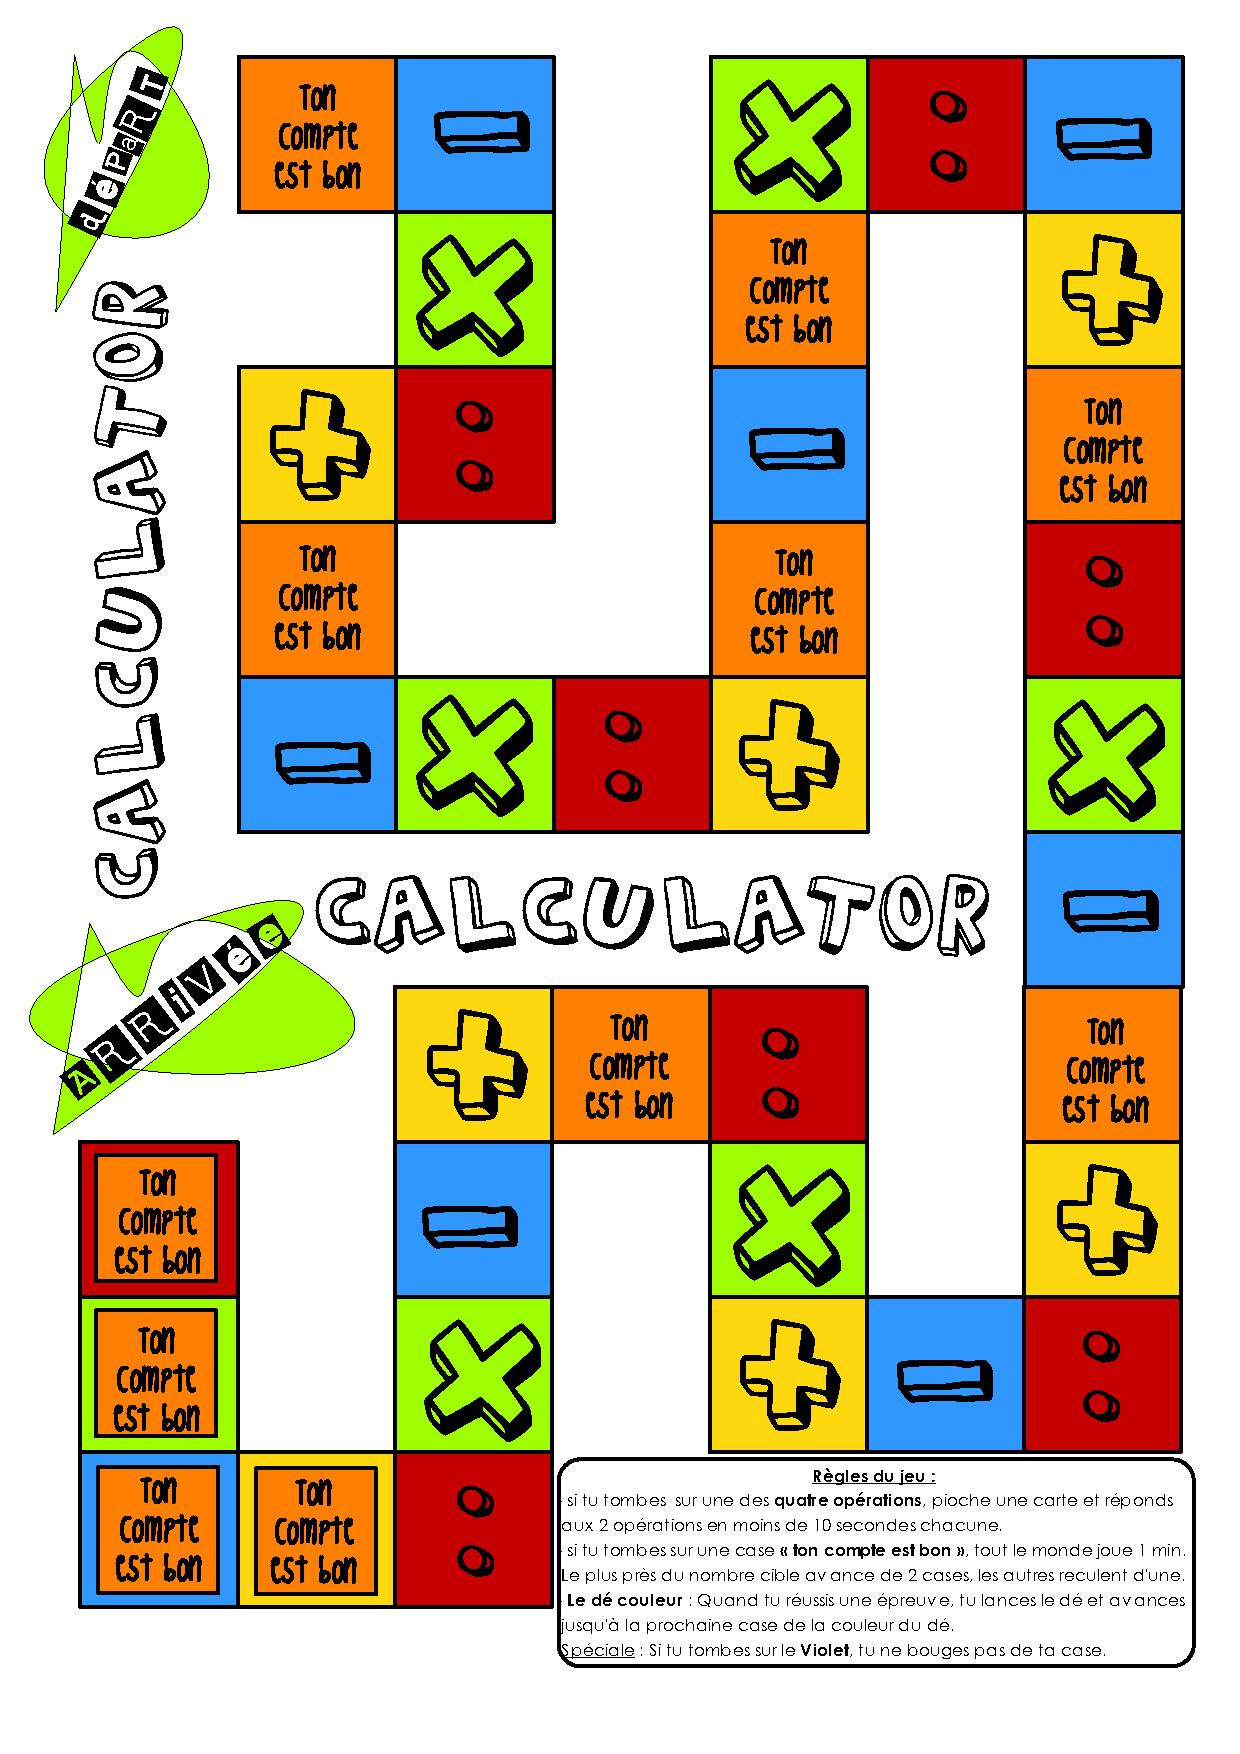 déPaRT
Ton
compte
est bon
−
×
:
−
×
Ton
compte
est bon
+
+
:
−
Ton
compte
est bon
Ton
compte
est bon
Ton
compte
est bon
:
−
×
:
+
×
CALCULATOR
−
CALCULATOR
ARRivée
+
Ton
compte
est bon
:
Ton
compte
est bon
Ton
compte
est bon
−
×
+
Ton
compte
est bon
×
+
−
:
Ton
compte
est bon
Ton
compte
est bon
:
Règles du jeu :
- si tu tombes sur une des quatre opérations, pioche une carte et réponds
aux 2 opérations en moins de 10 secondes chacune.
- si tu tombes sur une case « ton compte est bon », tout le monde joue 1 min.
Le plus près du nombre cible avance de 2 cases, les autres reculent d'une.
- Le dé couleur : Quand tu réussis une épreuve, tu lances le dé et avances
jusqu'à la prochaine case de la couleur du dé.
Spéciale : Si tu tombes sur le Violet, tu ne bouges pas de ta case.